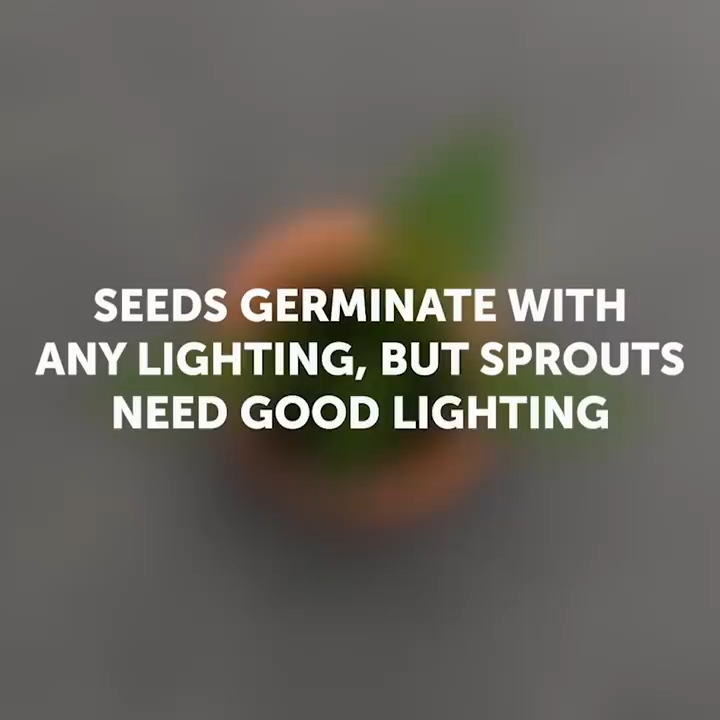 SEEDS GERMINATE WITH
ANY LIGHTING, BUT SPROUTS
NEED GOOD LIGHTING